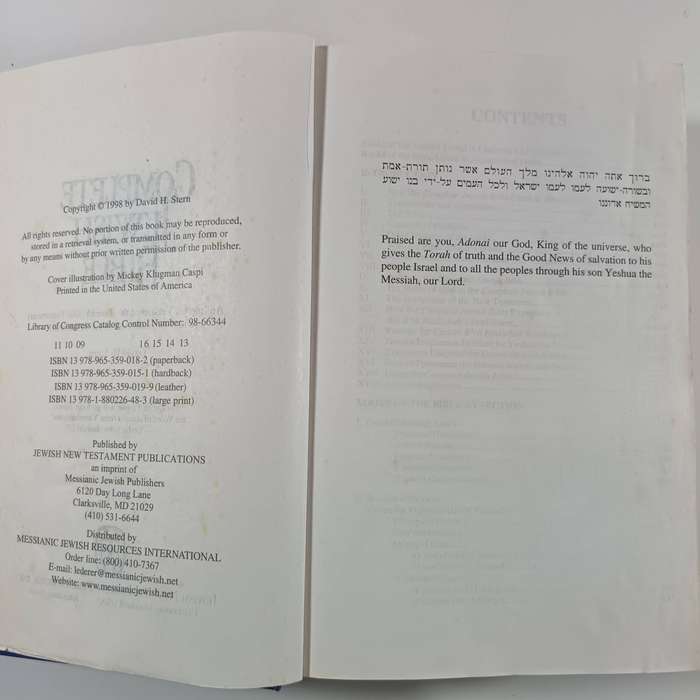 Copyright © 1998 by David H. Stern
All rights reserved. No portion of this book may be reproduced,
stored in a retrieval system, or transmitted in any form or
by any means without prior written permission of the publisher.
Cover illustration by Mickey Klugman Caspi
Printed in the United States of America
Library of Congress Catalog Control Number: 98-66344
11 10 09 16 15 14 13
ISBN 13 978-965-359-018-2 (paperback)
ISBN 13 978-965-359-015-1 (hardback)
ISBN 13 978-965-359-019-9 (leather)
ISBN 13 978-1-880226-48-3 (large print)
Published by
JEWISH NEW TESTAMENT PUBLICATIONS
an imprint of
Messianic Jewish Publishers
6120 Day Long Lane
Clarksville, MD 21029
(410) 531-6644
Distributed by
MESSIANIC JEWISH RESOURCES INTERNATIONAL
Order line: (800) 410-7367
E-mail: lederer@messianicjewish.net
Website: www.messianicjewish.net
CONTENTS
ברוך אתה יהוה אלהינו מלך העולם אשר נותן תורת-אמת
ובשורה-ישועה לעמו לעמו ישראל ולכל העמים על-ידי בנו ישוע
המשיח אדוננו
Praised are you, Adonai our God, King of the universe, who
gives the Torah of truth and the Good News of salvation to his
people Israel and to all the peoples through his son Yeshua the
Messiah, our Lord.